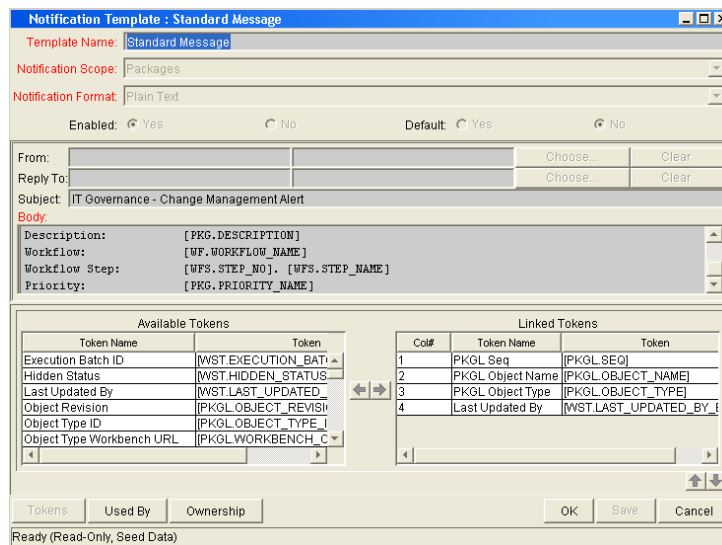 Notification Template : Standard Message
Template Name: Standard Message
Notification Scope: Packages
Notification Format: Plain Text
Enabled: Yes No Default: Yes No
From: Choose... Clear
Reply To: Choose... Clear
Subject: IT Governance - Change Management Alert
Body:
Description: [PKG.DESCRIPTION]
Workflow: [WF.WORKFLOW_NAME]
Workflow Step: [WFS.STEP_NO]. [WFS.STEP_NAME]
Priority: [PKG.PRIORITY_NAME]
Available Tokens
Token Name Token
Execution Batch ID [WST.EXECUTION_BAT
Hidden Status [WST.HIDDEN_STATUS
Last Updated By [WST.LAST_UPDATED_
Object Revision [PKGL.OBJECT_REVISI
Object Type ID [PKGL.OBJECT_TYPE_I
Object Type Workbench URL [PKGL.WORKBENCH_O
Linked Tokens
Col# Token Name Token
1 PKGL Seq [PKGL.SEQ]
2 PKGL Object Name [PKGL.OBJECT_NAME]
3 PKGL Object Type [PKGL.OBJECT_TYPE]
4 Last Updated By [WST.LAST_UPDATED_BY_E
Tokens Used By Ownership OK Save Cancel
Ready (Read-Only, Seed Data)